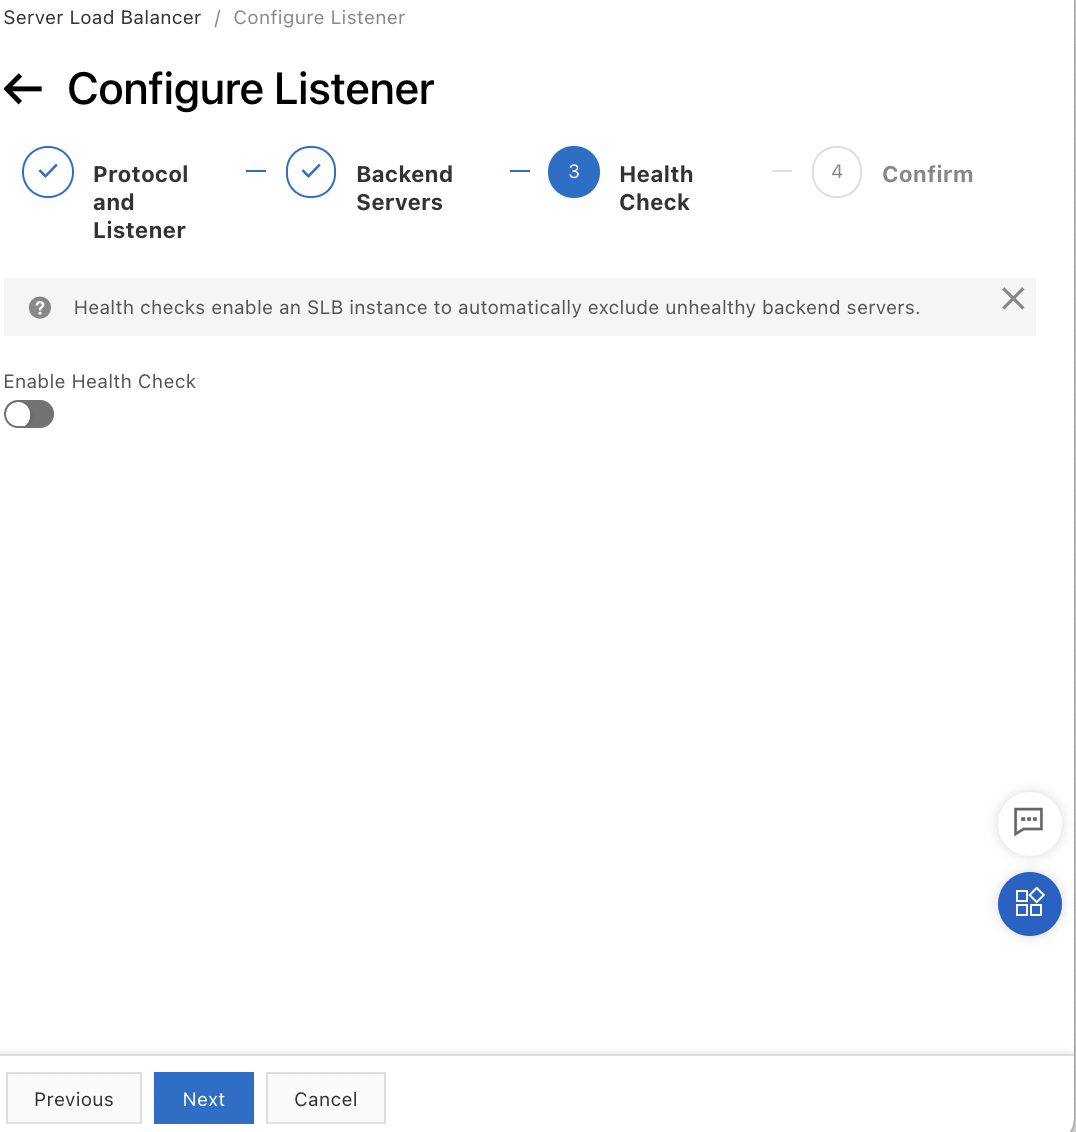 Server Load Balancer / Configure Listener
Configure Listener
Protocol
and
Listener
Backend
Servers
3
Health
Check
4
Confirm
Health checks enable an SLB instance to automatically exclude unhealthy backend servers.
Enable Health Check
Previous
Next
Cancel